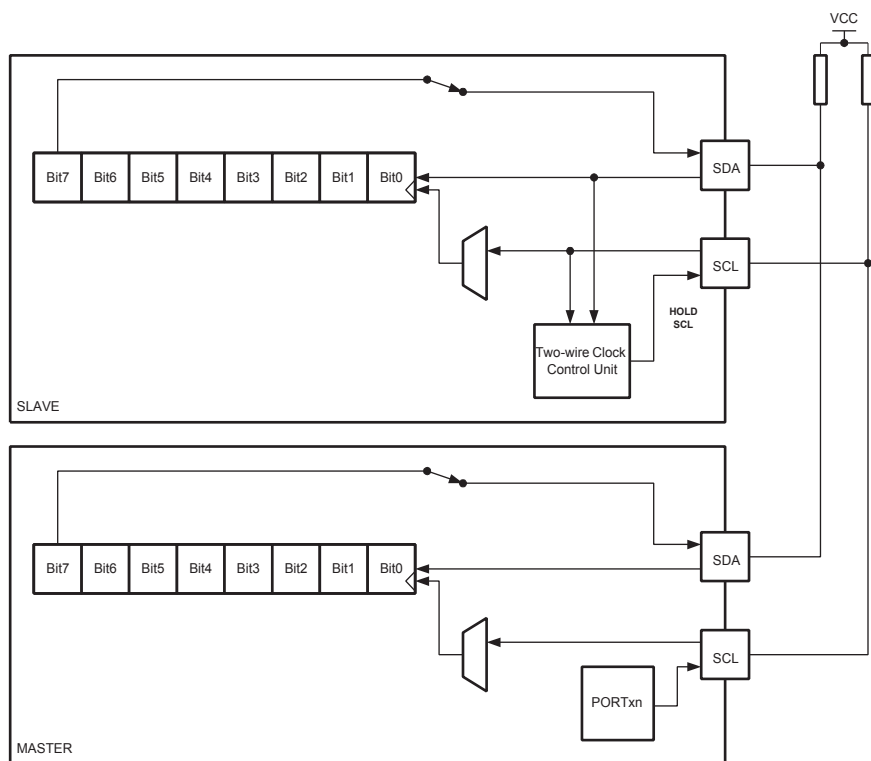 VCC
Bit7 Bit6 Bit5 Bit4 Bit3 Bit2 Bit1 Bit0
SDA
SCL
HOLD
SCL
Two-wire Clock
Control Unit
SLAVE
Bit7 Bit6 Bit5 Bit4 Bit3 Bit2 Bit1 Bit0
SDA
SCL
PORTxn
MASTER